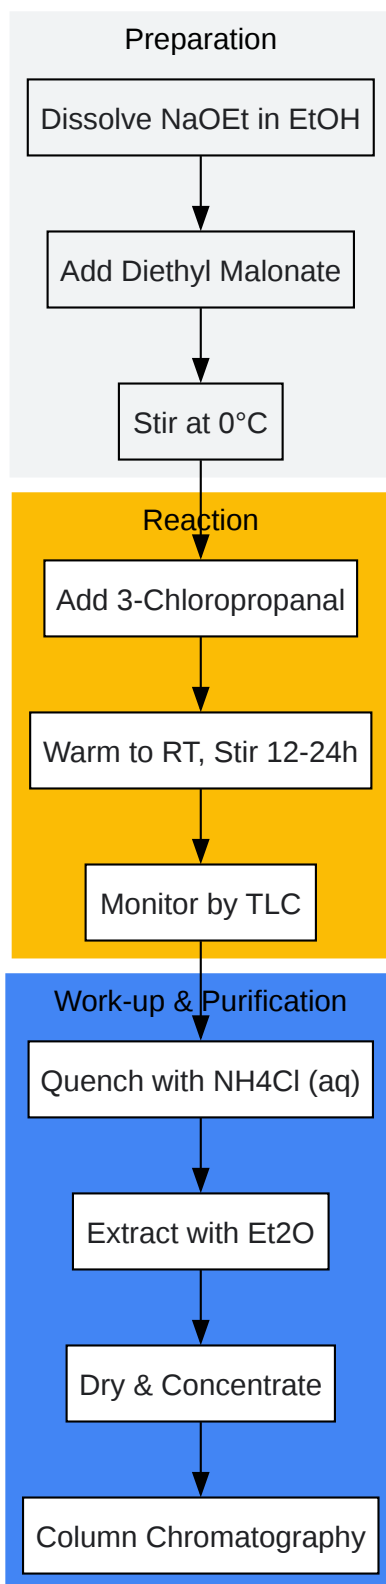 Preparation
Dissolve NaOEt in EtOH
Add Diethyl Malonate
Stir at 0°C
Reaction
Add 3-Chloropropanal
Warm to RT, Stir 12-24h
Monitor by TLC
Work-up & Purification
Quench with NH4Cl (aq)
Extract with Et2O
Dry & Concentrate
Column Chromatography